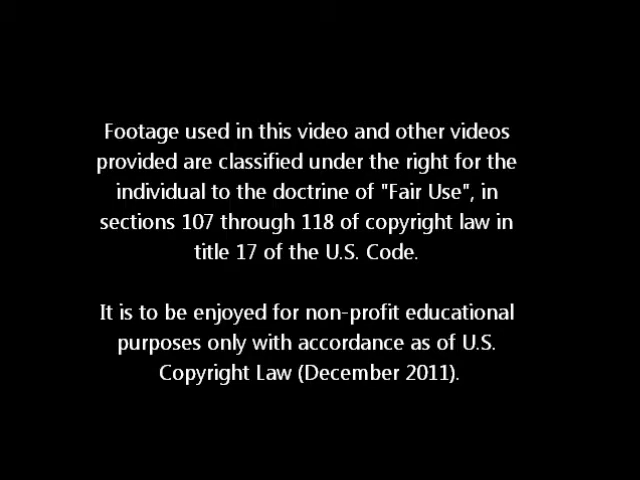 Footage used in this video and other videos
provided are classified under the right for the
individual to the doctrine of "Fair Use", in
sections 107 through 118 of copyright law in
title 17 of the U.S. Code.
It is to be enjoyed for non-profit educational
purposes only with accordance as of U.S.
Copyright Law (December 2011).